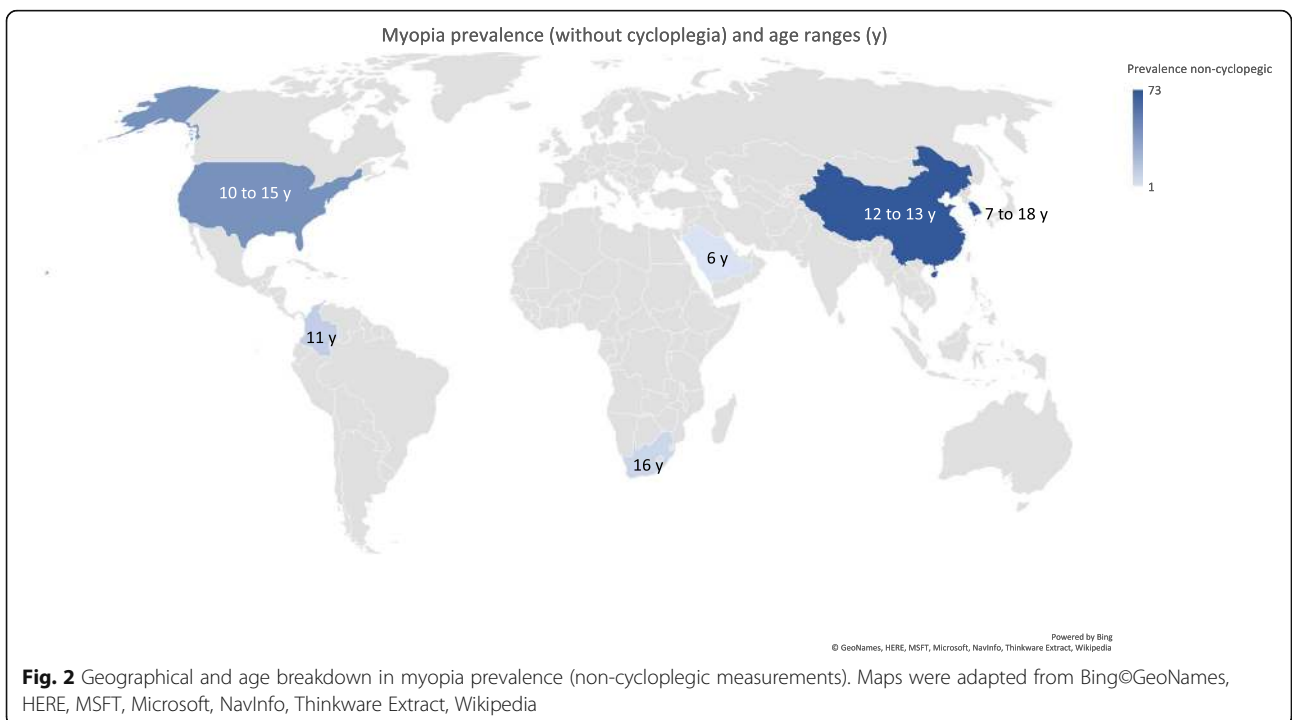 Myopia prevalence (without cycloplegia) and age ranges (y)
Prevalence non-cyclopegic
73
1
10 to 15 y
12 to 13 y
7 to 18 y
6 y
11 y
16 y
Powered by Bing
© GeoNames, HERE, MSFT, Microsoft, NavInfo, Thinkware Extract, Wikipedia
Fig. 2 Geographical and age breakdown in myopia prevalence (non-cycloplegic measurements). Maps were adapted from Bing©GeoNames,
HERE, MSFT, Microsoft, NavInfo, Thinkware Extract, Wikipedia